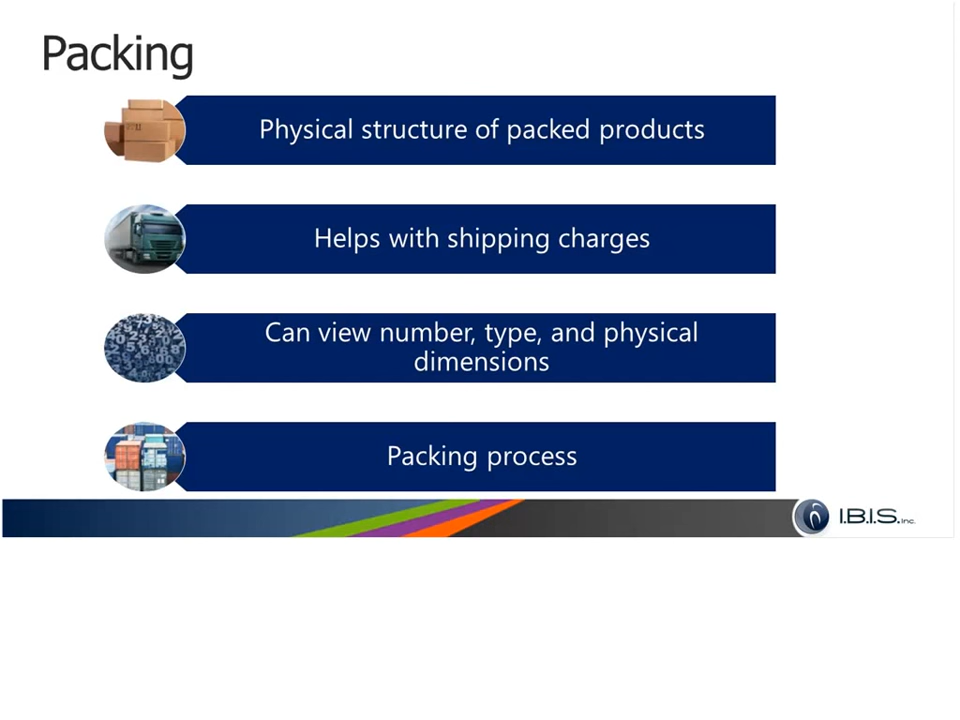 Packing
Physical structure of packed products
Helps with shipping charges
Can view number, type, and physical
dimensions
Packing process
I.B.I.S. Inc.